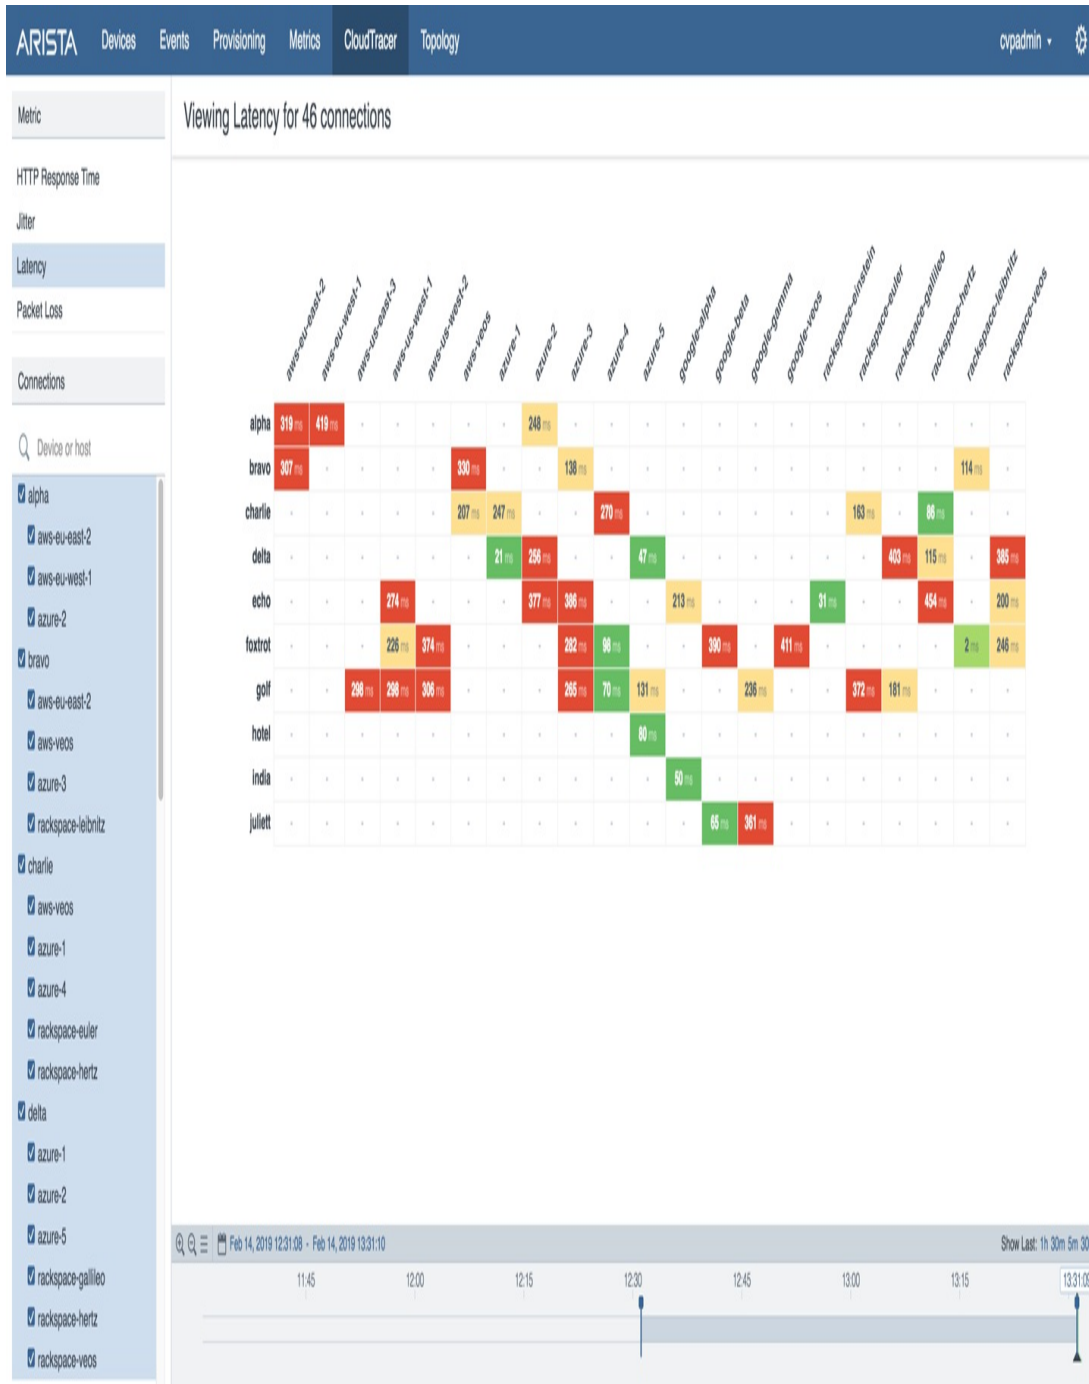 ARISTA Devices Events Provisioning Metrics CloudTracer Topology cvpadmin
Metric
Viewing Latency for 46 connections
HTTP Response Time
Jitter
Latency
Packet Loss
Connections
Device or host
alpha
aws-eu-east-2
aws-eu-west-1
azure-2
bravo
aws-eu-east-2
aws-veos
azure-3
rackspace-leibnitz
charlie
aws-veos
azure-1
azure-4
rackspace-euler
rackspace-hertz
delta
azure-1
azure-2
azure-5
rackspace-gallileo
rackspace-hertz
rackspace-veos
aws-eu-east-2 aws-eu-west-1 aws-us-east-3 aws-us-west-1 aws-us-west-2 aws-veos azure-1 azure-2 azure-3 azure-4 azure-5 google-alpha google-beta google-gamma google-veos rackspace-einstein rackspace-euler rackspace-gallileo rackspace-hertz rackspace-leibnitz rackspace-veos
alpha 319 ms 419 ms 248 ms
bravo 307 ms 330 ms 138 ms 114 ms
charlie 207 ms 247 ms 270 ms 163 ms 86 ms
delta 21 ms 256 ms 47 ms 403 ms 115 ms 385 ms
echo 274 ms 377 ms 386 ms 213 ms 31 ms 454 ms 200 ms
foxtrot 226 ms 374 ms 282 ms 98 ms 390 ms 411 ms 2 ms 246 ms
golf 298 ms 298 ms 306 ms 265 ms 70 ms 131 ms 236 ms 372 ms 181 ms
hotel 80 ms
india 50 ms
juliett 65 ms 361 ms
Feb 14, 2019 12:31:08 - Feb 14, 2019 13:31:10 Show Last: 1h 30m 5m 30
11:45 12:00 12:15 12:30 12:45 13:00 13:15 13:31:09